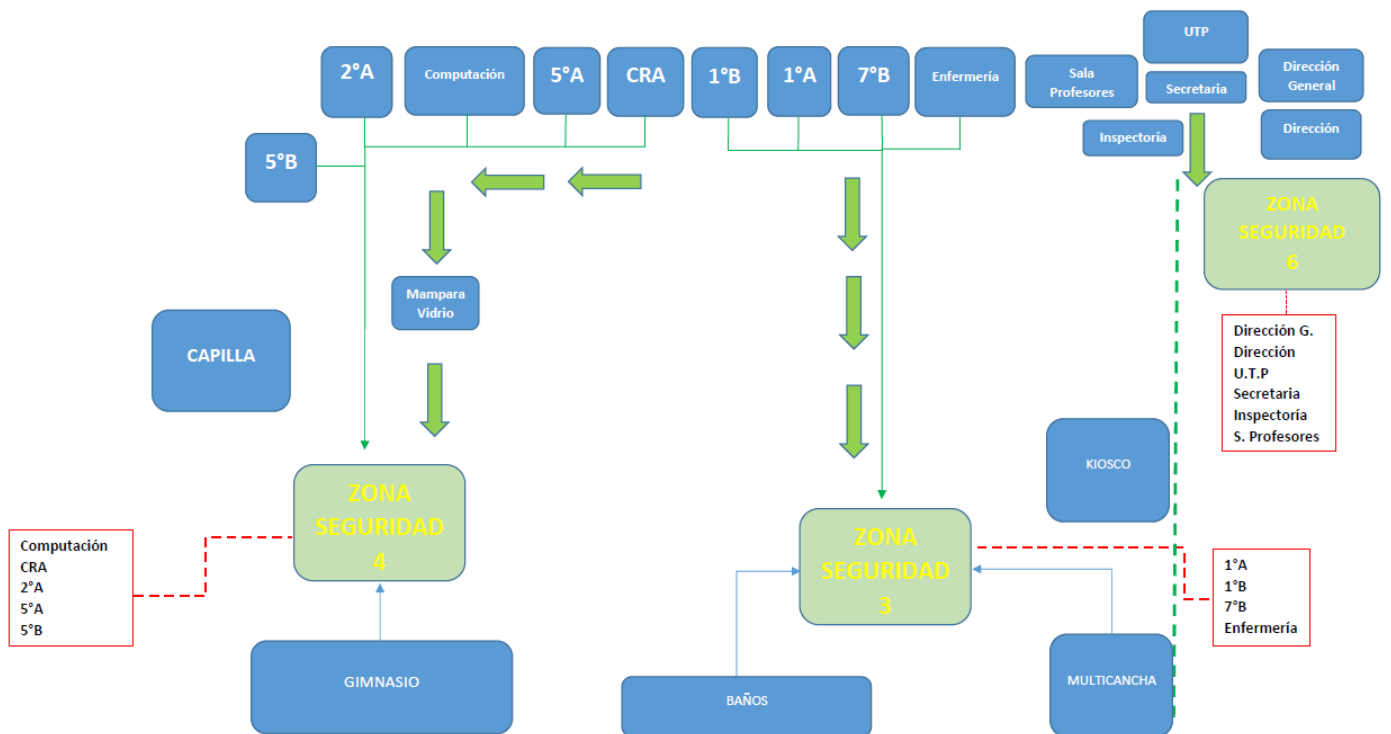 UTP
2°A
Computación
5°A
CRA
1°B
1°A
7°B
Enfermería
Sala
Profesores
Secretaria
Dirección
General
Inspectoría
Dirección
5°B
ZONA
SEGURIDAD
6
Mampara
Vidrio
CAPILLA
Dirección G.
Dirección
U.T.P
Secretaria
Inspectoría
S. Profesores
KIOSCO
ZONA
SEGURIDAD
4
ZONA
SEGURIDAD
3
Computación
CRA
2°A
5°A
5°B
1°A
1°B
7°B
Enfermería
GIMNASIO
BAÑOS
MULTICANCHA